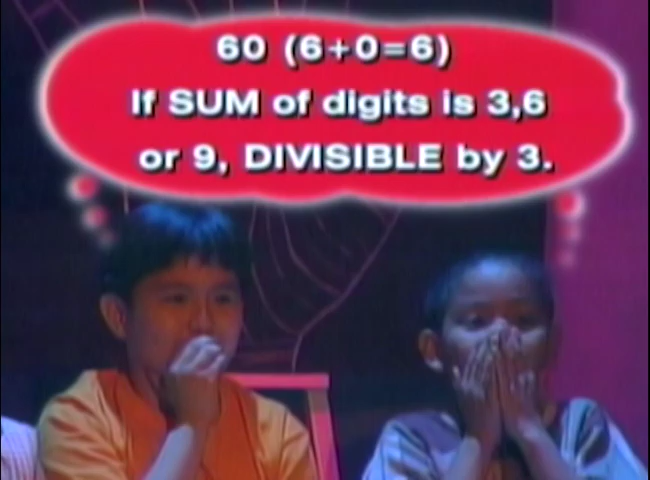 60 (6+0=6)
If SUM of digits is 3,6
or 9, DIVISIBLE by 3.